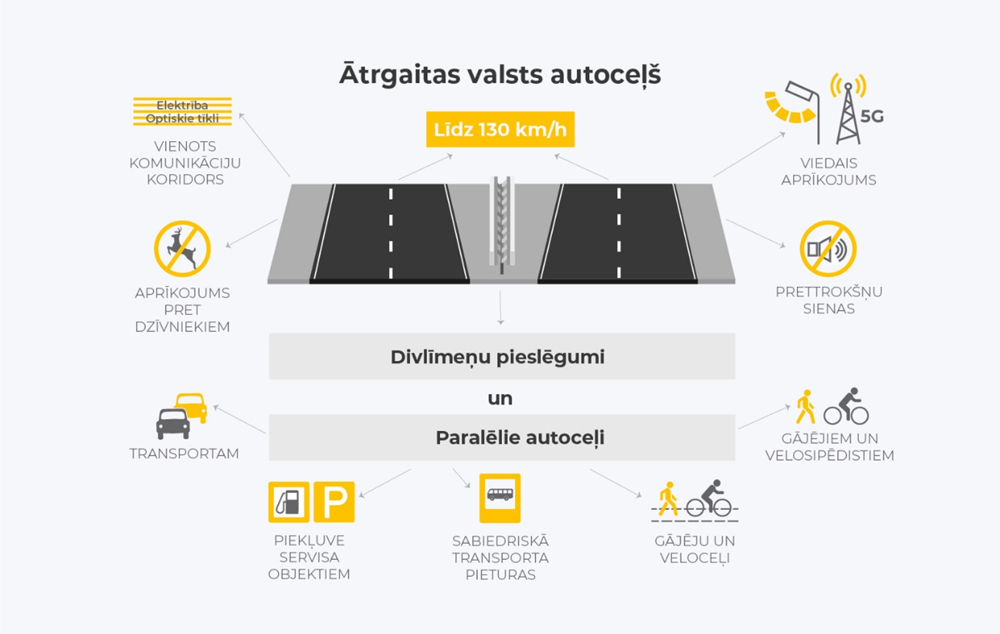 Ātrgaitas valsts autoceļš
Līdz 130 km/h
Elektrība
Optiskie tīkli
VIENOTS
KOMUNIKĀCIJU
KORIDORS
5G
VIEDAIS
APRĪKOJUMS
APRĪKOJUMS
PRET
DZĪVNIEKIEM
PRETTROKŠŅU
SIENAS
Divlīmeņu pieslēgumi
un
Paralēlie autoceļi
TRANSPORTAM
GĀJĒJIEM UN
VELOSIPĒDISTIEM
P
PIEKĻUVE
SERVISA
OBJEKTIEM
SABIEDRISKĀ
TRANSPORTA
PIETURAS
GĀJĒJU UN
VELOCEĻI